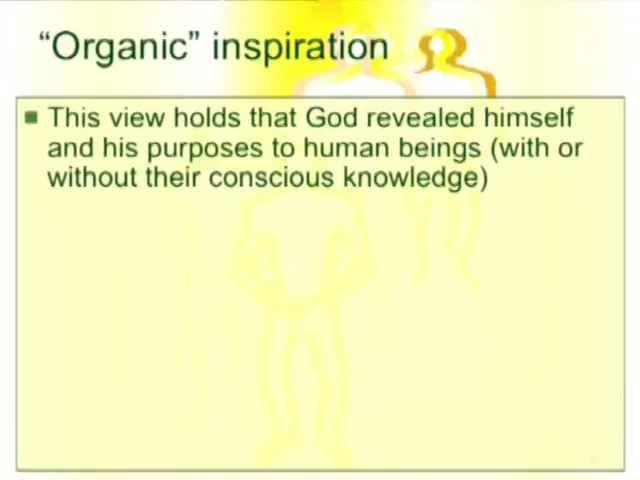 “Organic” inspiration
This view holds that God revealed himself
and his purposes to human beings (with or
without their conscious knowledge)